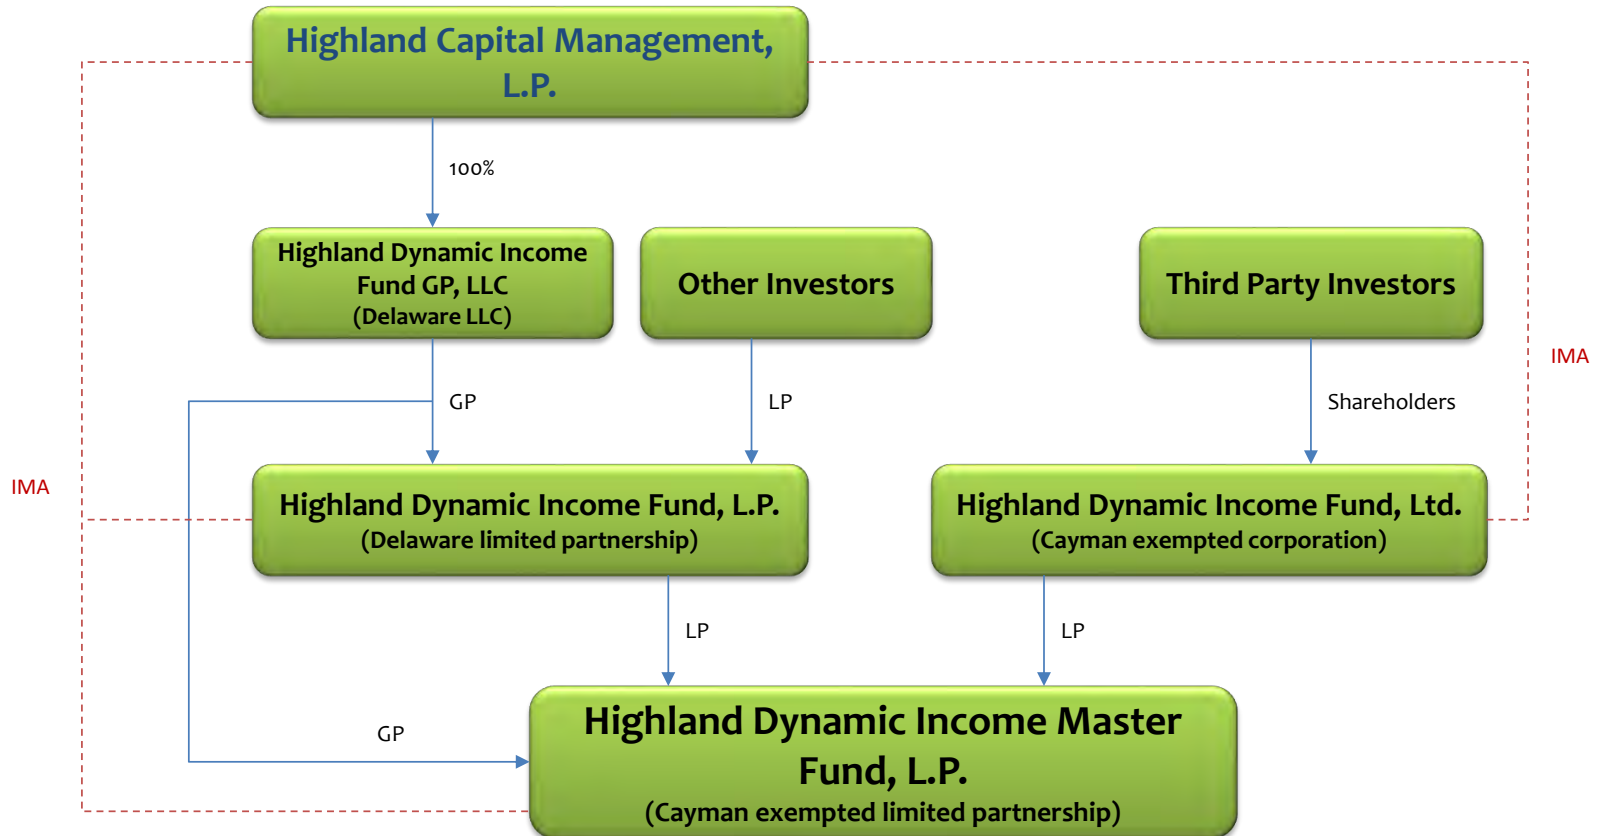 Highland Capital Management,
L.P.
100%
Highland Dynamic Income
Fund GP, LLC
(Delaware LLC)
Other Investors
Third Party Investors
IMA
GP
LP
Shareholders
IMA
Highland Dynamic Income Fund, L.P.
(Delaware limited partnership)
Highland Dynamic Income Fund, Ltd.
(Cayman exempted corporation)
LP
LP
GP
Highland Dynamic Income Master
Fund, L.P.
(Cayman exempted limited partnership)